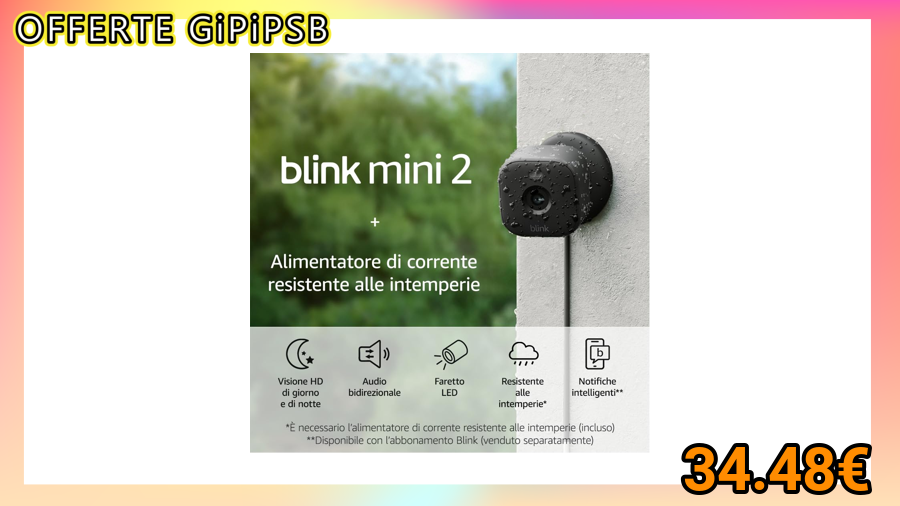 OFFERTE GiPiPSB
blink mini 2
+
Alimentatore di corrente
resistente alle intemperie
blink
Visione HD
di giorno
e di notte
Audio
bidirezionale
Faretto
LED
Resistente
alle
intemperie*
b
Notifiche
intelligenti**
*È necessario l'alimentatore di corrente resistente alle intemperie (incluso)
**Disponibile con l'abbonamento Blink (venduto separatamente)
34.48€